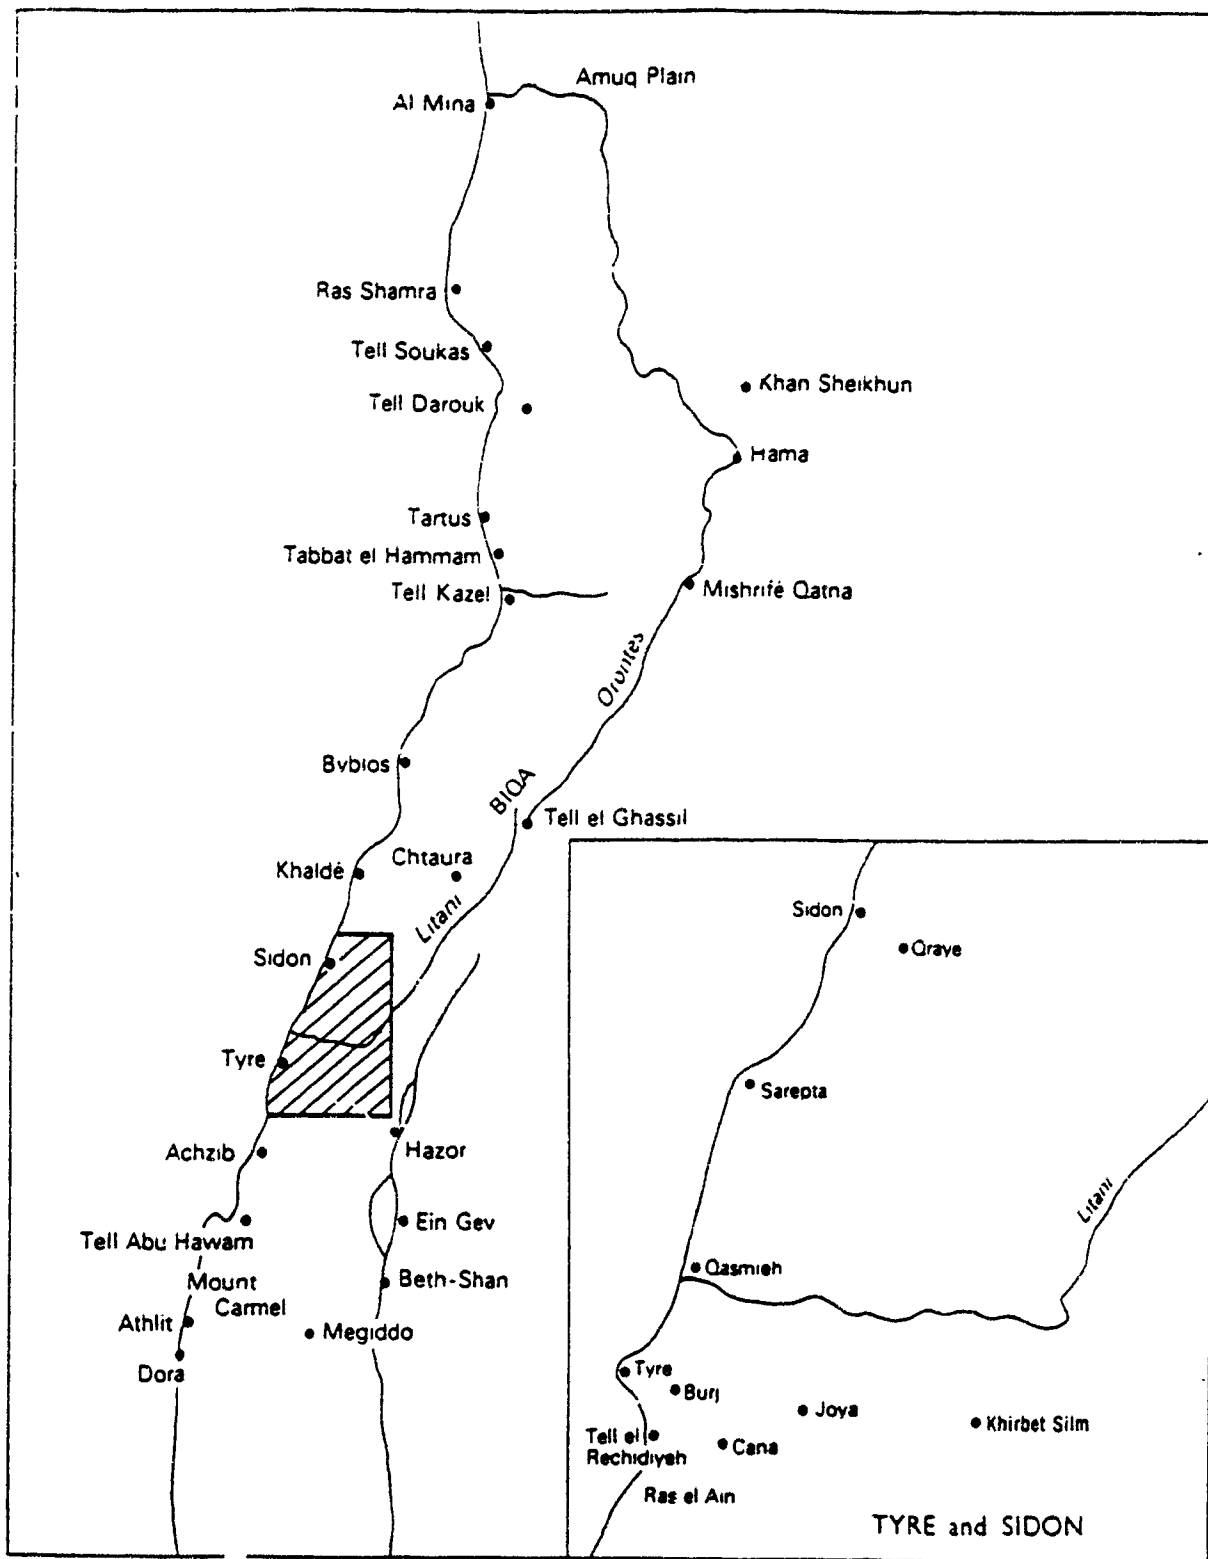 Amuq Plain
Al Mina
Ras Shamra
Tell Soukas
Khan Sheikhun
Tell Darouk
Hama
Tartus
Tabbat el Hammam
Tell Kazel
Mishrifé Qatna
Orontes
Byblos
BIQA
Tell el Ghassil
Chtaura
Khaldé
Litani
Sidon
Tyre
Achzib
Hazor
Ein Gev
Tell Abu Hawam
Mount
Carmel
Beth-Shan
Athlit
Megiddo
Dora
Sidon
Qraye
Sarepta
Litani
Qasmieh
Tyre
Burj
Joya
Khirbet Silm
Tell el
Rechidiyeh
Cana
Ras el Ain
TYRE and SIDON